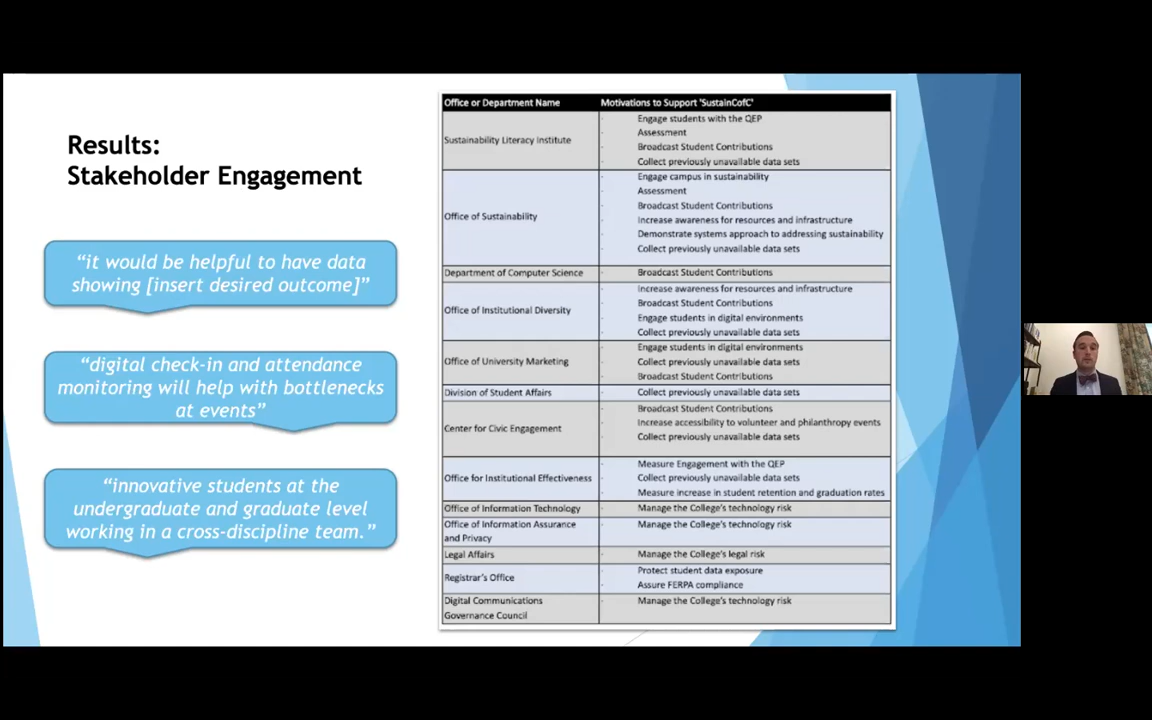 Results:
Stakeholder Engagement
“it would be helpful to have data
showing [insert desired outcome]”
“digital check-in and attendance
monitoring will help with bottlenecks
at events”
“innovative students at the
undergraduate and graduate level
working in a cross-discipline team.”
Office or Department Name
Motivations to Support 'SustainCofC'
Sustainability Literacy Institute
Engage students with the QEP
Assessment
Broadcast Student Contributions
Collect previously unavailable data sets
Office of Sustainability
Engage campus in sustainability
Assessment
Broadcast Student Contributions
Increase awareness for resources and infrastructure
Demonstrate systems approach to addressing sustainability
Collect previously unavailable data sets
Department of Computer Science
Broadcast Student Contributions
Office of Institutional Diversity
Increase awareness for resources and infrastructure
Broadcast Student Contributions
Engage students in digital environments
Collect previously unavailable data sets
Office of University Marketing
Engage students in digital environments
Collect previously unavailable data sets
Broadcast Student Contributions
Division of Student Affairs
Collect previously unavailable data sets
Center for Civic Engagement
Broadcast Student Contributions
Increase accessibility to volunteer and philanthropy events
Collect previously unavailable data sets
Office for Institutional Effectiveness
Measure Engagement with the QEP
Collect previously unavailable data sets
Measure increase in student retention and graduation rates
Office of Information Technology
Manage the College's technology risk
Office of Information Assurance
and Privacy
Manage the College's technology risk
Legal Affairs
Manage the College's legal risk
Registrar's Office
Protect student data exposure
Assure FERPA compliance
Digital Communications
Governance Council
Manage the College's technology risk